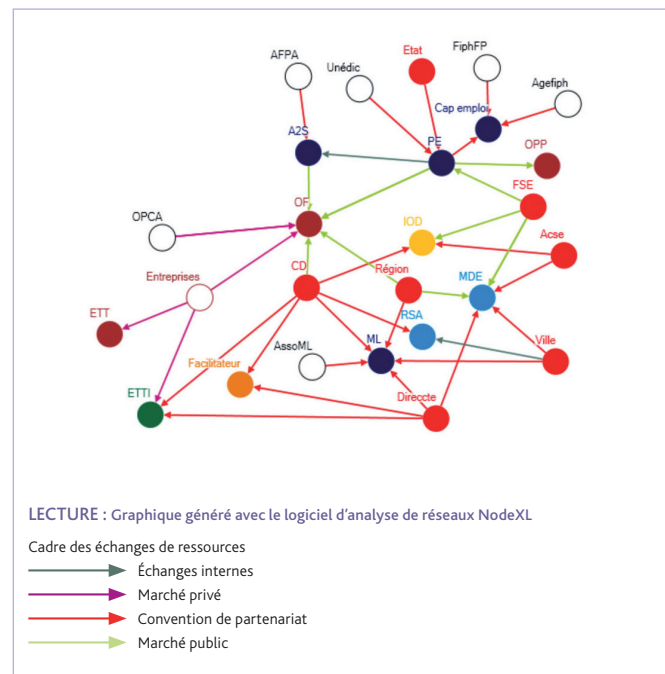 FiphFP
Etat
AFPA
Unédic
Agefiph
Cap emploi
A2S
PE
OPP
FSE
OF
OPCA
IOD
Acse
CD
Région
Entreprises
MDE
ETT
RSA
AssoML
ML
Ville
Facilitateur
ETTI
Direccte
LECTURE : Graphique généré avec le logiciel d'analyse de réseaux NodeXL
Cadre des échanges de ressources
Échanges internes
Marché privé
Convention de partenariat
Marché public